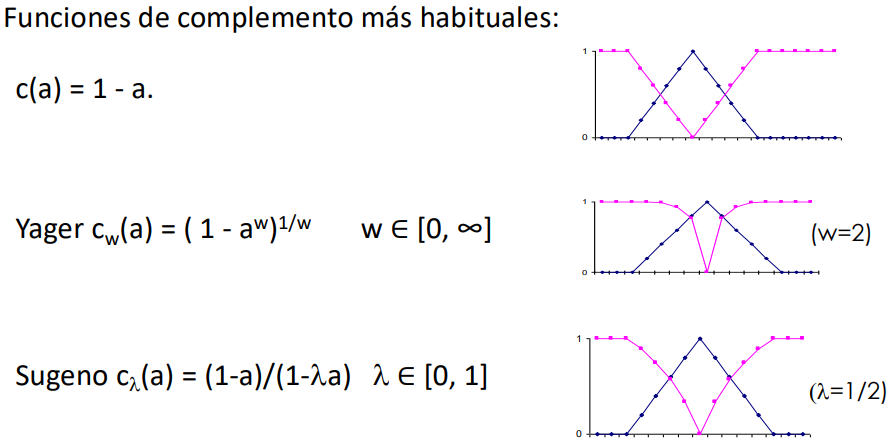 Funciones de complemento más habituales:
c(a) = 1 - a.
1
0
Yager c_w(a) = ( 1 - a^w)^1/w w ∈ [0, ∞]
1
0
(w=2)
Sugeno c_λ(a) = (1-a)/(1-λa) λ ∈ [0, 1]
1
0
(λ=1/2)